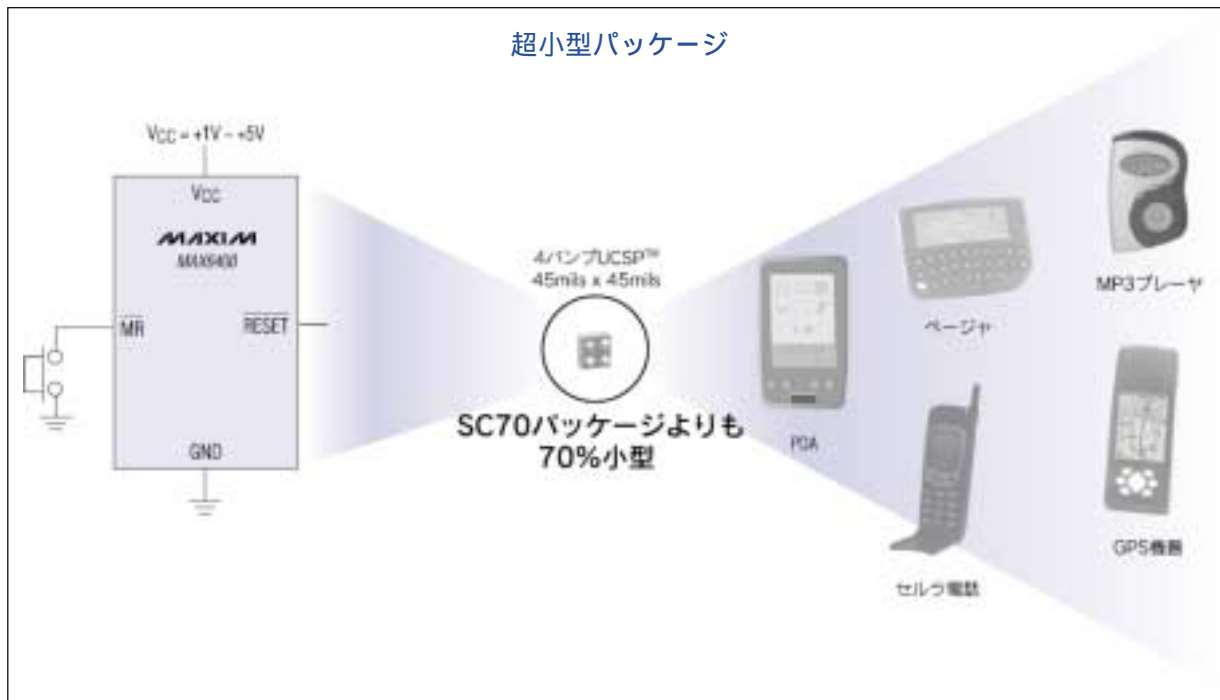 超小型パッケージ
VCC = +1V ~ +5V
VCC
MAXIM
MAX6400
MR
RESET
GND
4バンプUCSP™
45mils x 45mils
SC70パッケージよりも
70%小型
PDA
ページャ
MP3プレーヤ
セルラ電話
GPS機器